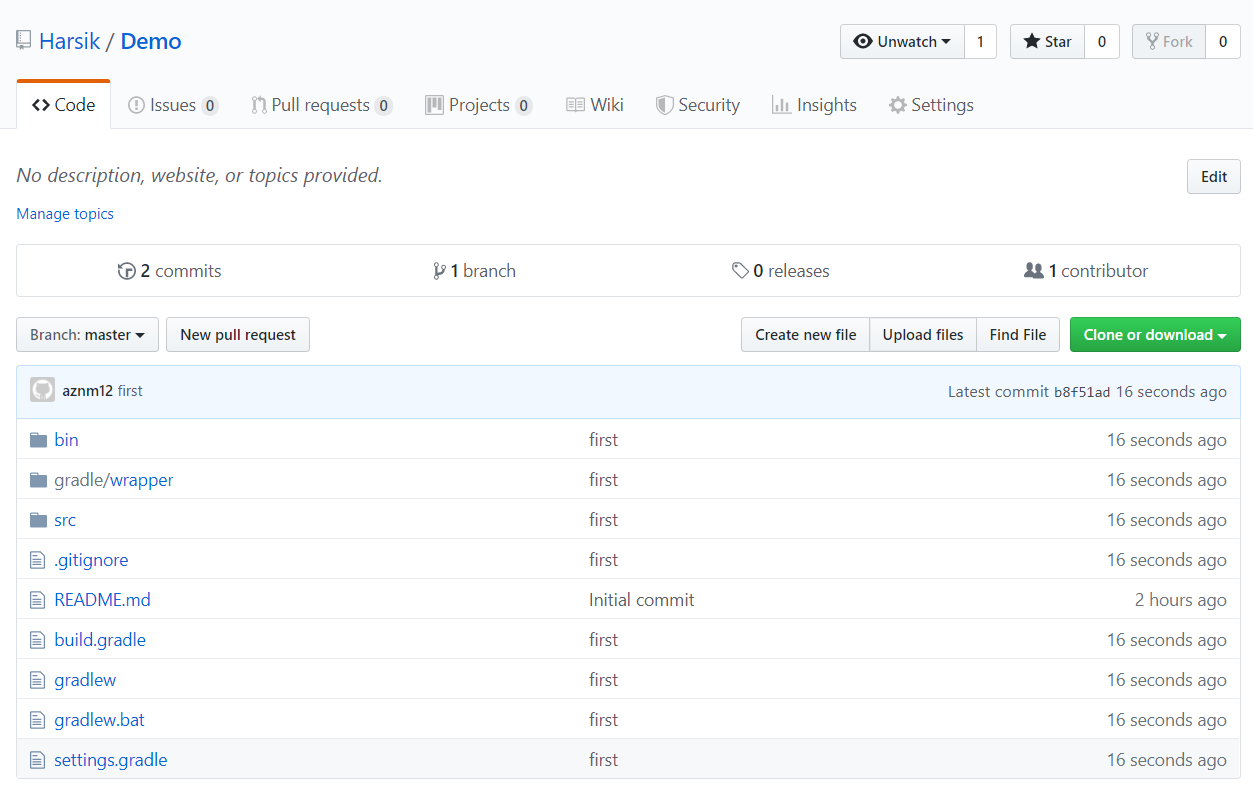 Harsik / Demo
Unwatch 1 Star 0 Fork 0
Code Issues 0 Pull requests 0 Projects 0 Wiki Security Insights Settings
No description, website, or topics provided. Edit
Manage topics
2 commits 1 branch 0 releases 1 contributor
Branch: master New pull request Create new file Upload files Find File Clone or download
aznm12 first Latest commit b8f51ad 16 seconds ago
bin first 16 seconds ago
gradle/wrapper first 16 seconds ago
src first 16 seconds ago
.gitignore first 16 seconds ago
README.md Initial commit 2 hours ago
build.gradle first 16 seconds ago
gradlew first 16 seconds ago
gradlew.bat first 16 seconds ago
settings.gradle first 16 seconds ago